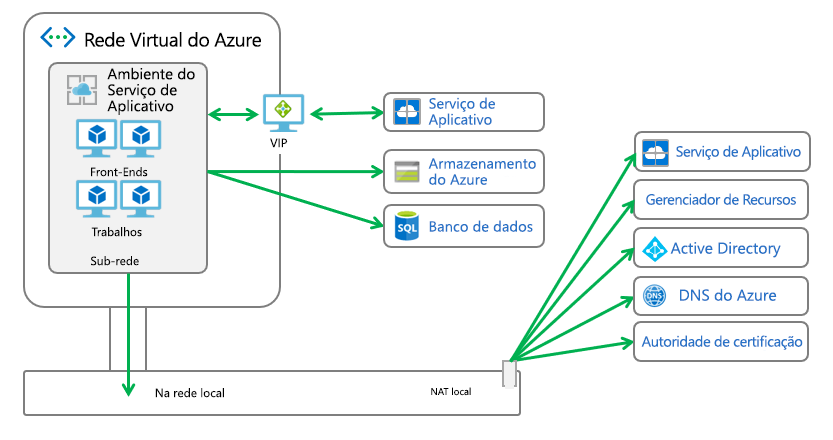 Rede Virtual do Azure
Ambiente do
Serviço de
Aplicativo
Front-Ends
Trabalhos
Sub-rede
VIP
Serviço de
Aplicativo
Armazenamento
do Azure
SQL
Banco de dados
Serviço de Aplicativo
Gerenciador de Recursos
Active Directory
DNS
DNS do Azure
Autoridade de certificação
Na rede local
NAT local